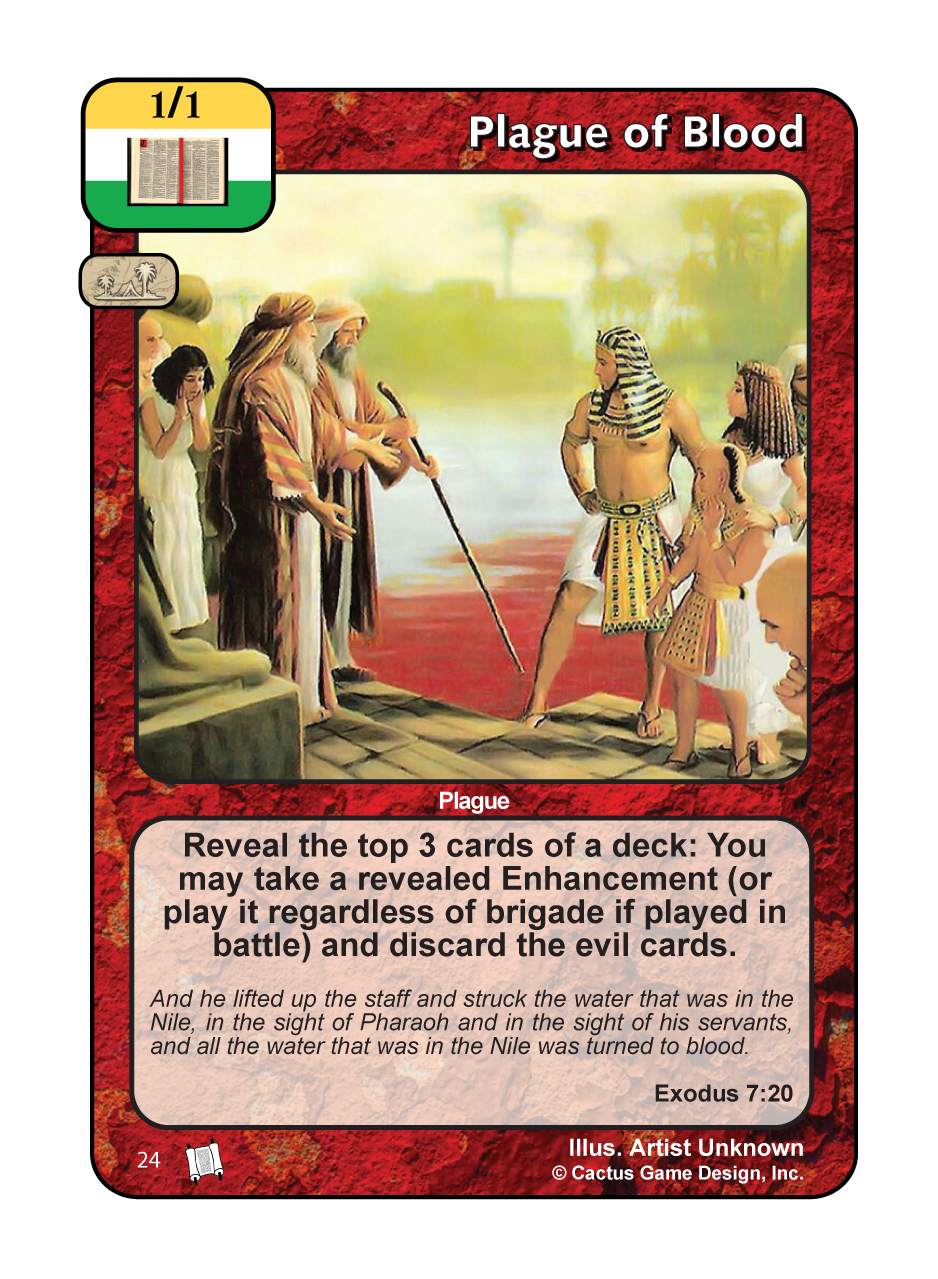 1/1
Plague of Blood
Plague
Reveal the top 3 cards of a deck: You
may take a revealed Enhancement (or
play it regardless of brigade if played in
battle) and discard the evil cards.
And he lifted up the staff and struck the water that was in the
Nile, in the sight of Pharaoh and in the sight of his servants,
and all the water that was in the Nile was turned to blood.
Exodus 7:20
24
Illus. Artist Unknown
© Cactus Game Design, Inc.